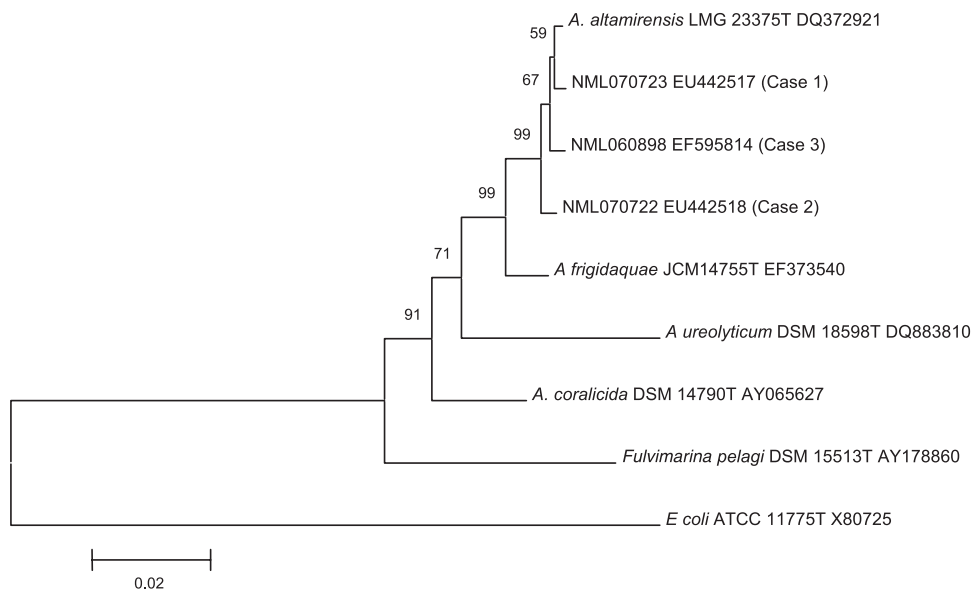 A. altamirensis LMG 23375T DQ372921
59
NML070723 EU442517 (Case 1)
67
NML060898 EF595814 (Case 3)
99
NML070722 EU442518 (Case 2)
99
A frigidaquae JCM14755T EF373540
71
A ureolyticum DSM 18598T DQ883810
91
A. coralicida DSM 14790T AY065627
Fulvimarina pelagi DSM 15513T AY178860
E coli ATCC 11775T X80725
0.02